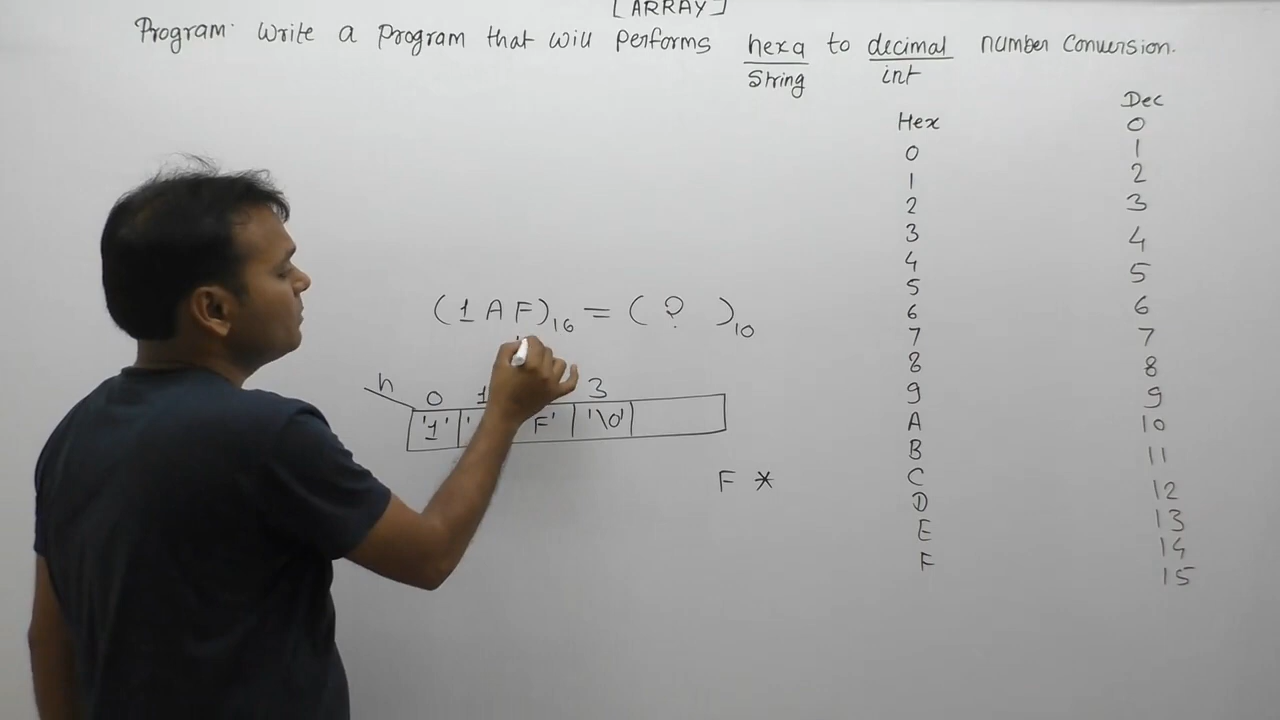 [ARRAY]
Program: Write a program that will performs hexa to decimal number conversion.
String int
Hex Dec
0 0
1 1
2 2
3 3
4 4
5 5
6 6
7 7
8 8
9 9
A 10
B 11
C 12
D 13
E 14
F 15
(1 A F)16 = ( ? )10
h 0 1 3
'1' ' F' '\0'
F *